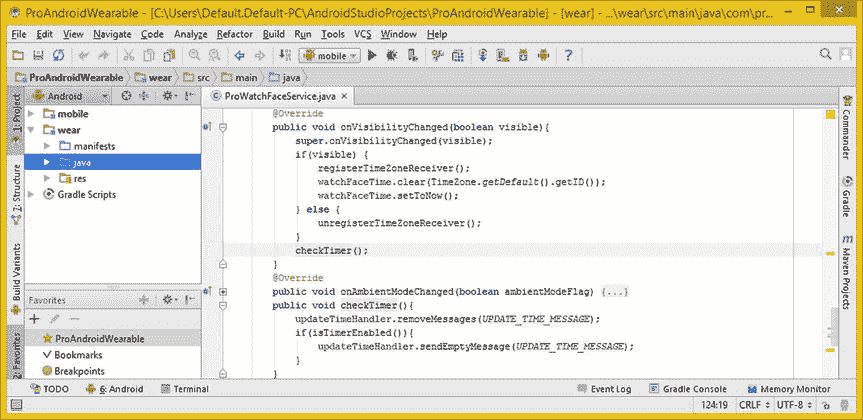 ProAndroidWearable - [C:\Users\Default.Default-PC\AndroidStudioProjects\ProAndroidWearable] - [wear] - ...\wear\src\main\java\com\pr...
File Edit View Navigate Code Analyze Refactor Build Run Tools VCS Window Help
mobile
ProAndroidWearable wear src main java
Android
ProWatchFaceService.java
1: Project
7: Structure
Build Variants
2: Favorites
mobile
wear
manifests
java
res
Gradle Scripts
Favorites
ProAndroidWearable
Bookmarks
Breakpoints
@Override
public void onVisibilityChanged(boolean visible){
super.onVisibilityChanged(visible);
if(visible) {
registerTimeZoneReceiver();
watchFaceTime.clear(TimeZone.getDefault().getID());
watchFaceTime.setToNow();
} else {
unregisterTimeZoneReceiver();
}
checkTimer();
}
@Override
public void onAmbientModeChanged(boolean ambientModeFlag) {...}
public void checkTimer(){
updateTimeHandler.removeMessages(UPDATE_TIME_MESSAGE);
if(isTimerEnabled()){
updateTimeHandler.sendEmptyMessage(UPDATE_TIME_MESSAGE);
}
}
Commander
Gradle
Maven Projects
TODO 6: Android Terminal Event Log Gradle Console Memory Monitor
124:19 CRLF UTF-8